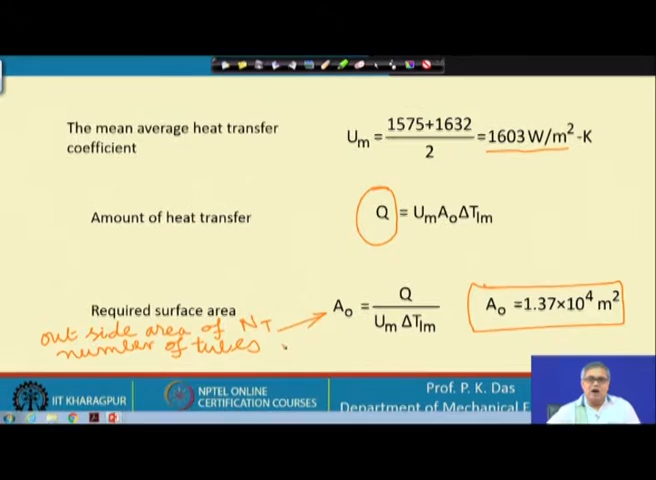 The mean average heat transfer
coefficient
Uₘ = (1575+1632)/2 = 1603 W/m²-K
Amount of heat transfer
Q = UₘAₒΔTₗₘ
Required surface area
Aₒ = Q/(Uₘ ΔTₗₘ)
Aₒ =1.37×10⁴ m²
out side area of N_T
number of tubes
IIT KHARAGPUR
NPTEL ONLINE
CERTIFICATION COURSES
Prof. P. K. Das
Department of Mechanical E